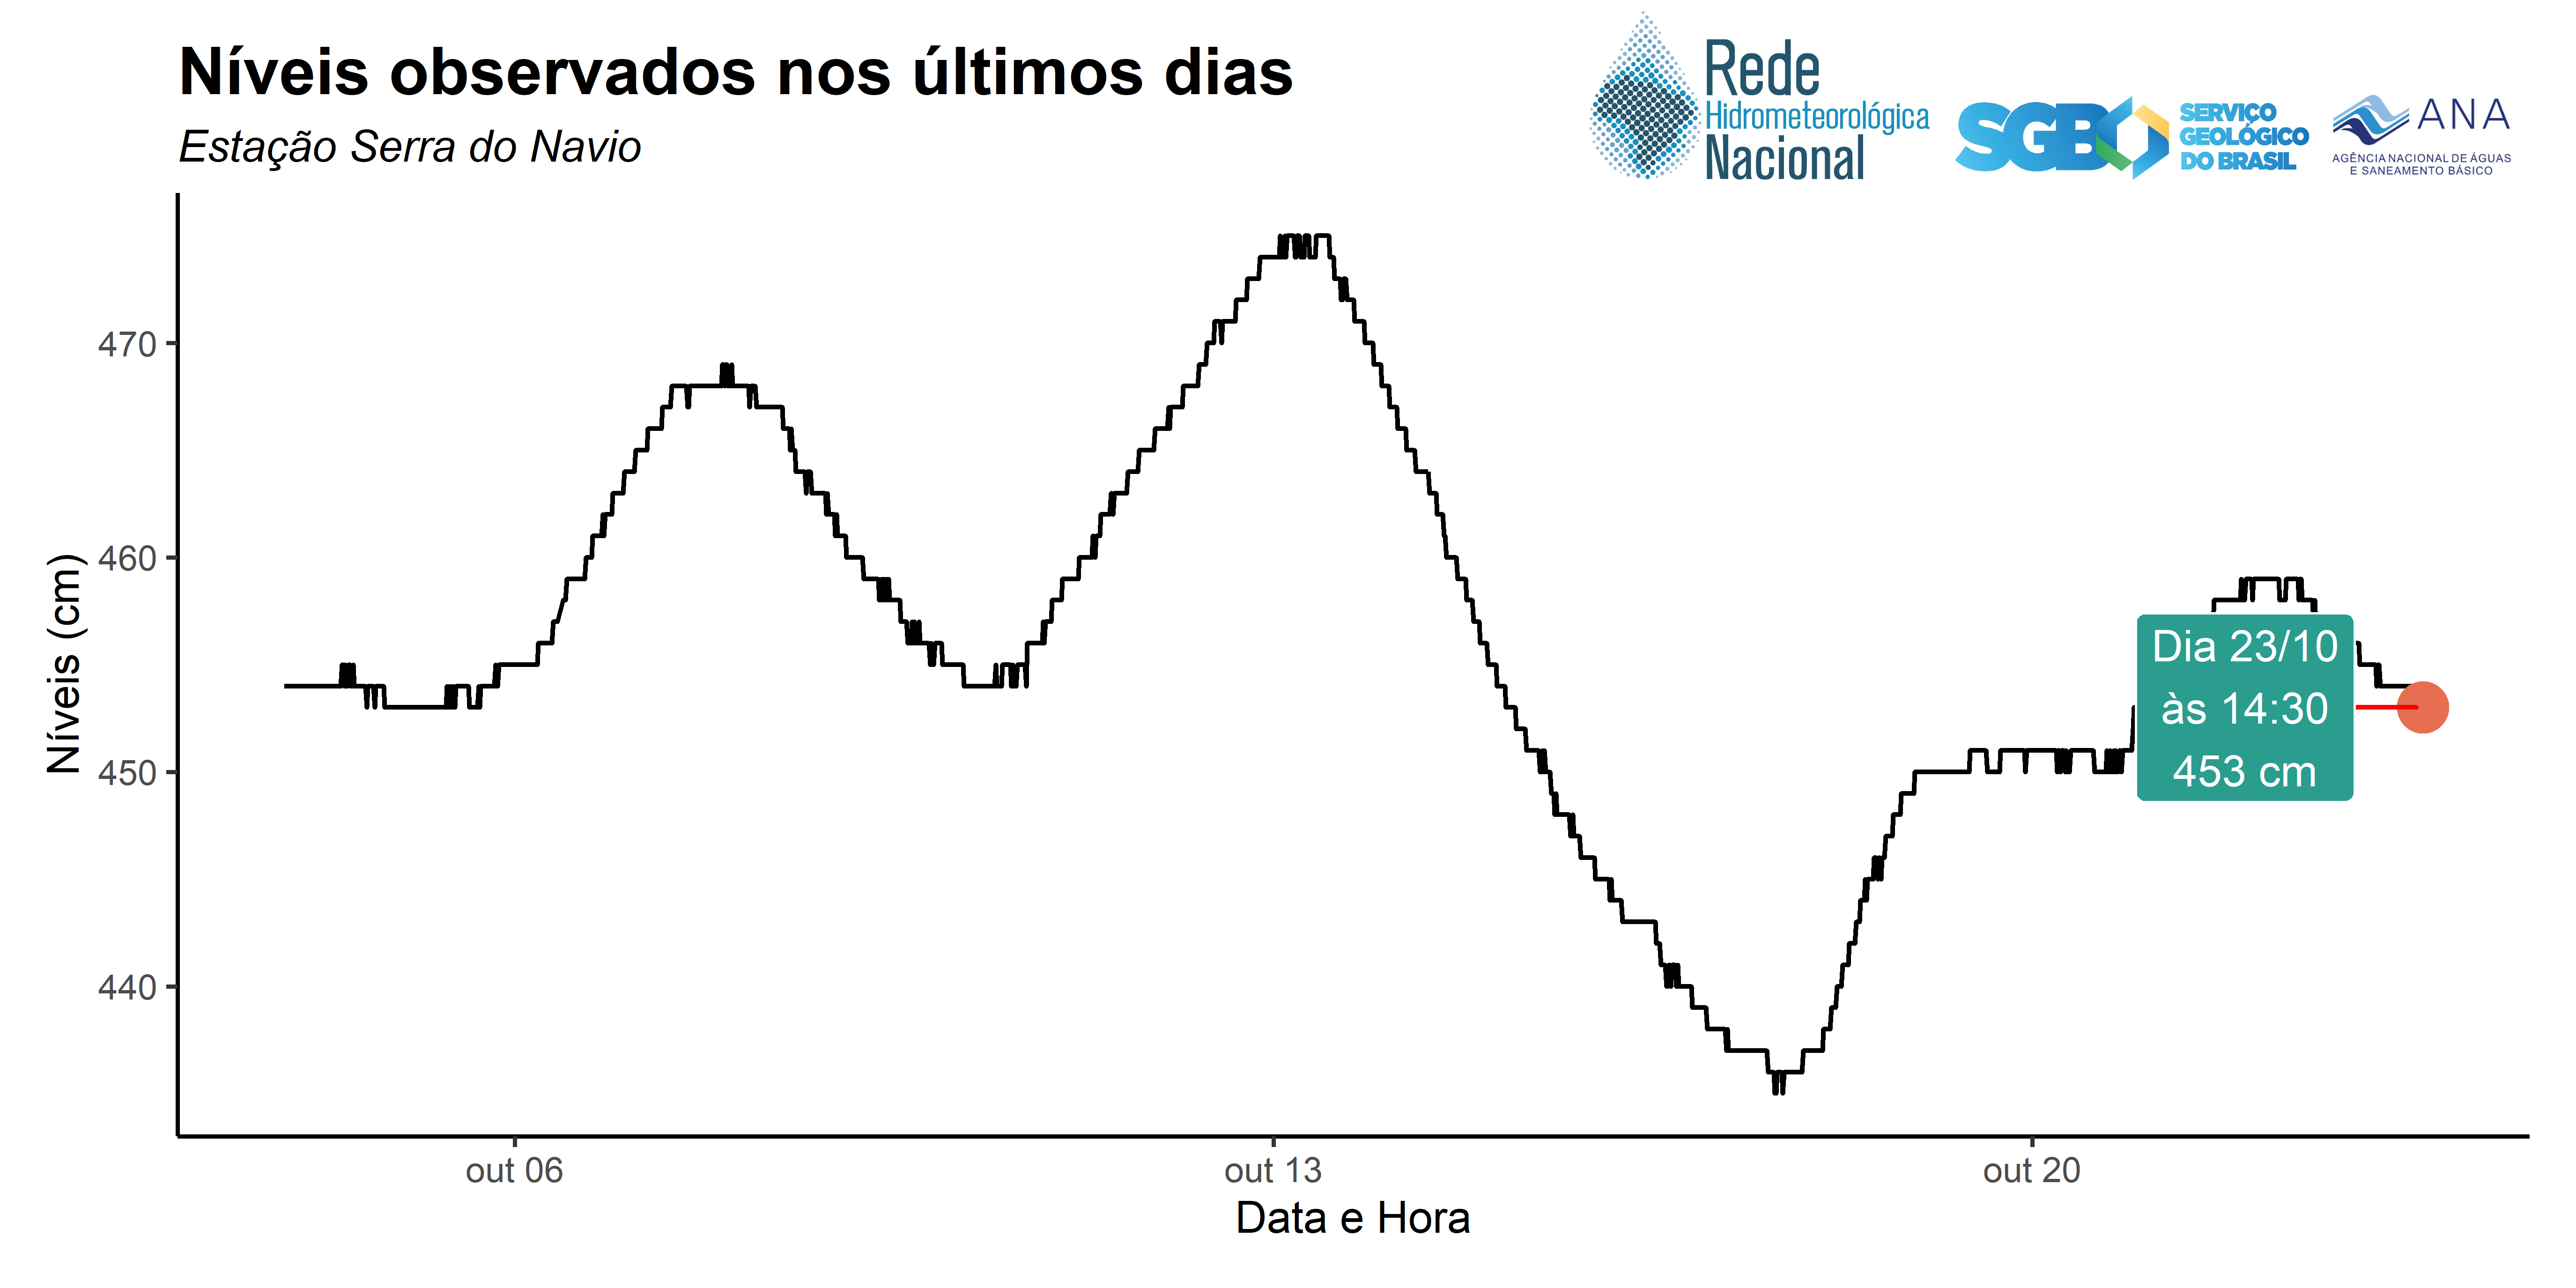 Níveis observados nos últimos dias
Estação Serra do Navio
Rede
Hidrometeorológica
Nacional
SGB
SERVIÇO
GEOLÓGICO
DO BRASIL
ANA
AGÊNCIA NACIONAL DE ÁGUAS
E SANEAMENTO BÁSICO
Níveis (cm)
470
460
450
440
Dia 23/10
às 14:30
453 cm
out 06
out 13
out 20
Data e Hora